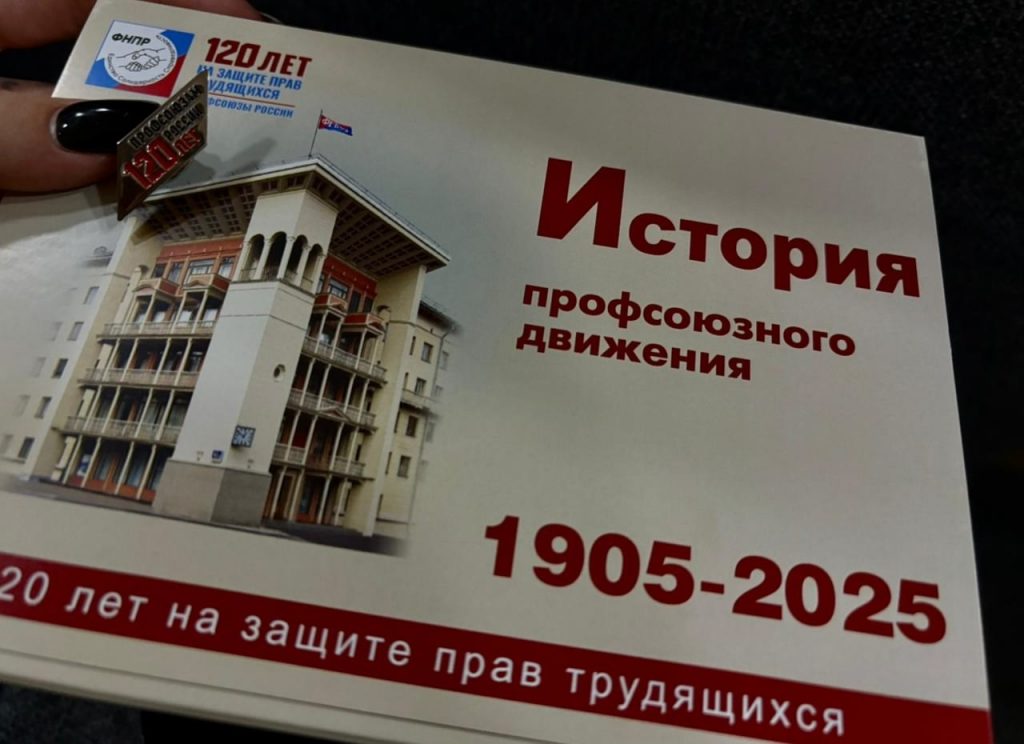 ФНПР
120 ЛЕТ
НА ЗАЩИТЕ ПРАВ
ТРУДЯЩИХСЯ
ПРОФСОЮЗЫ РОССИИ
ПРОФСОЮЗЫ
РОССИИ
120 ЛЕТ
История
профсоюзного
движения
1905-2025
20 лет на защите прав трудящихся